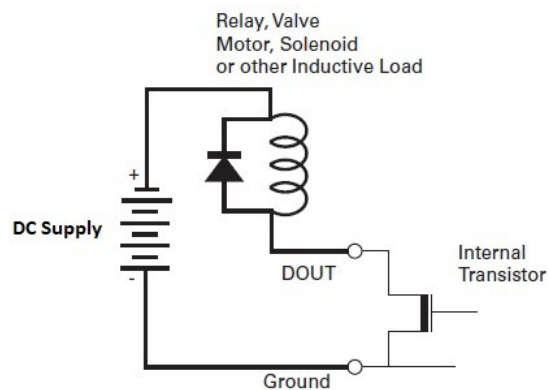 Relay, Valve
Motor, Solenoid
or other Inductive Load
+
DC Supply
-
DOUT
Internal
Transistor
Ground